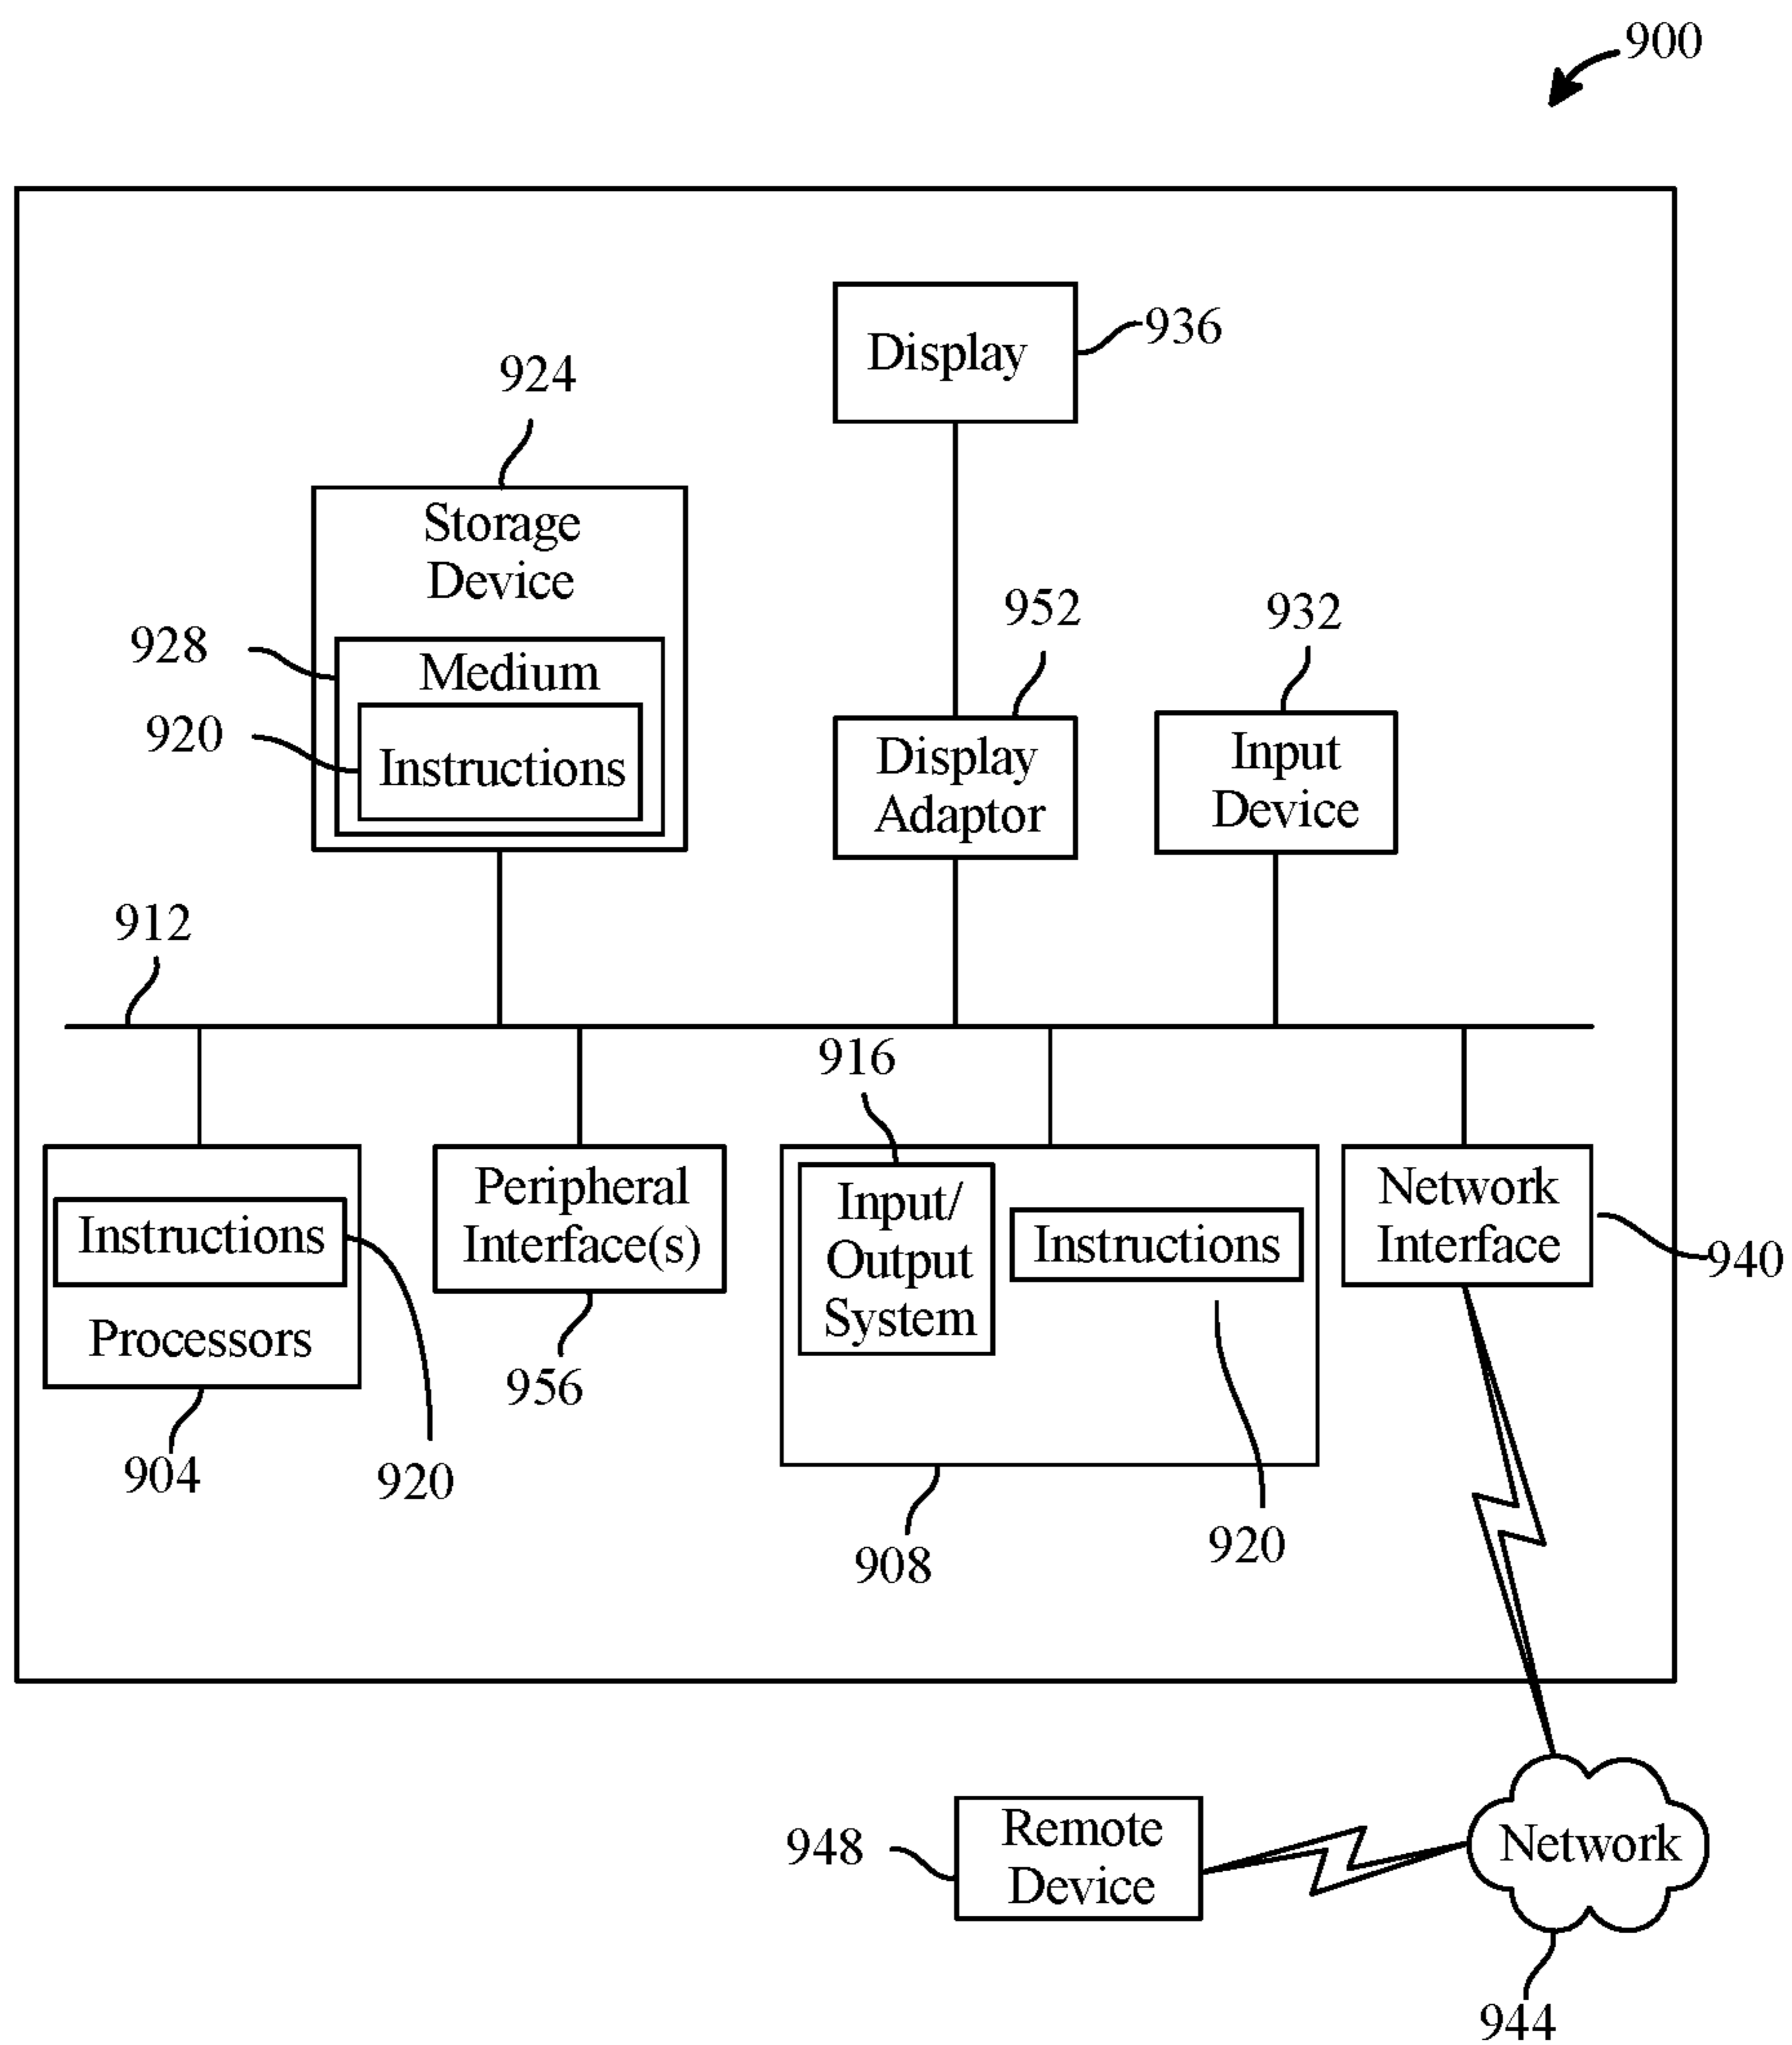 900
Display
936
924
Storage
Device
928
Medium
920
Instructions
952
Display
Adaptor
932
Input
Device
912
916
Instructions
Processors
904
920
Peripheral
Interface(s)
956
Input/
Output
System
Instructions
908
920
Network
Interface
940
948
Remote
Device
Network
944